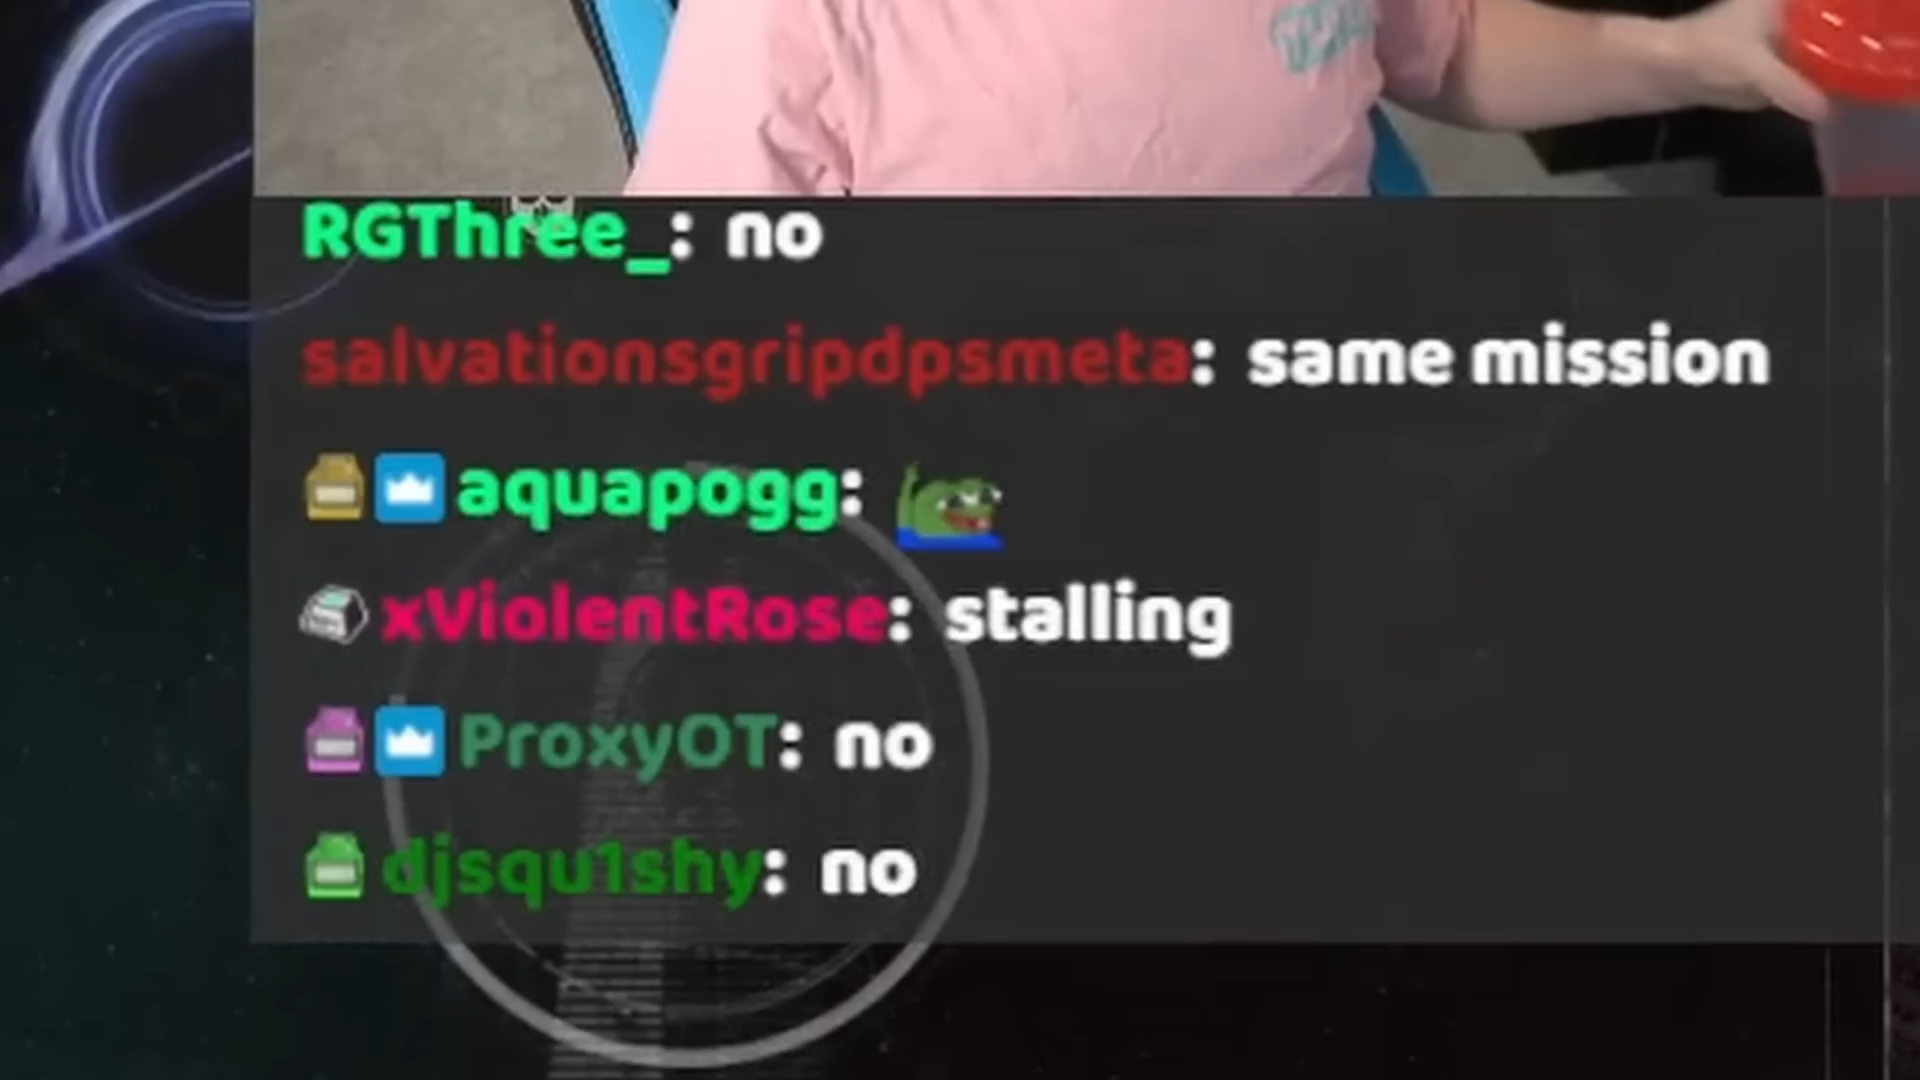 RGThree_: no
salvationsgripdpsmeta: same mission
aquapogg:
xViolentRose: stalling
ProxyOT: no
djsqu1shy: no